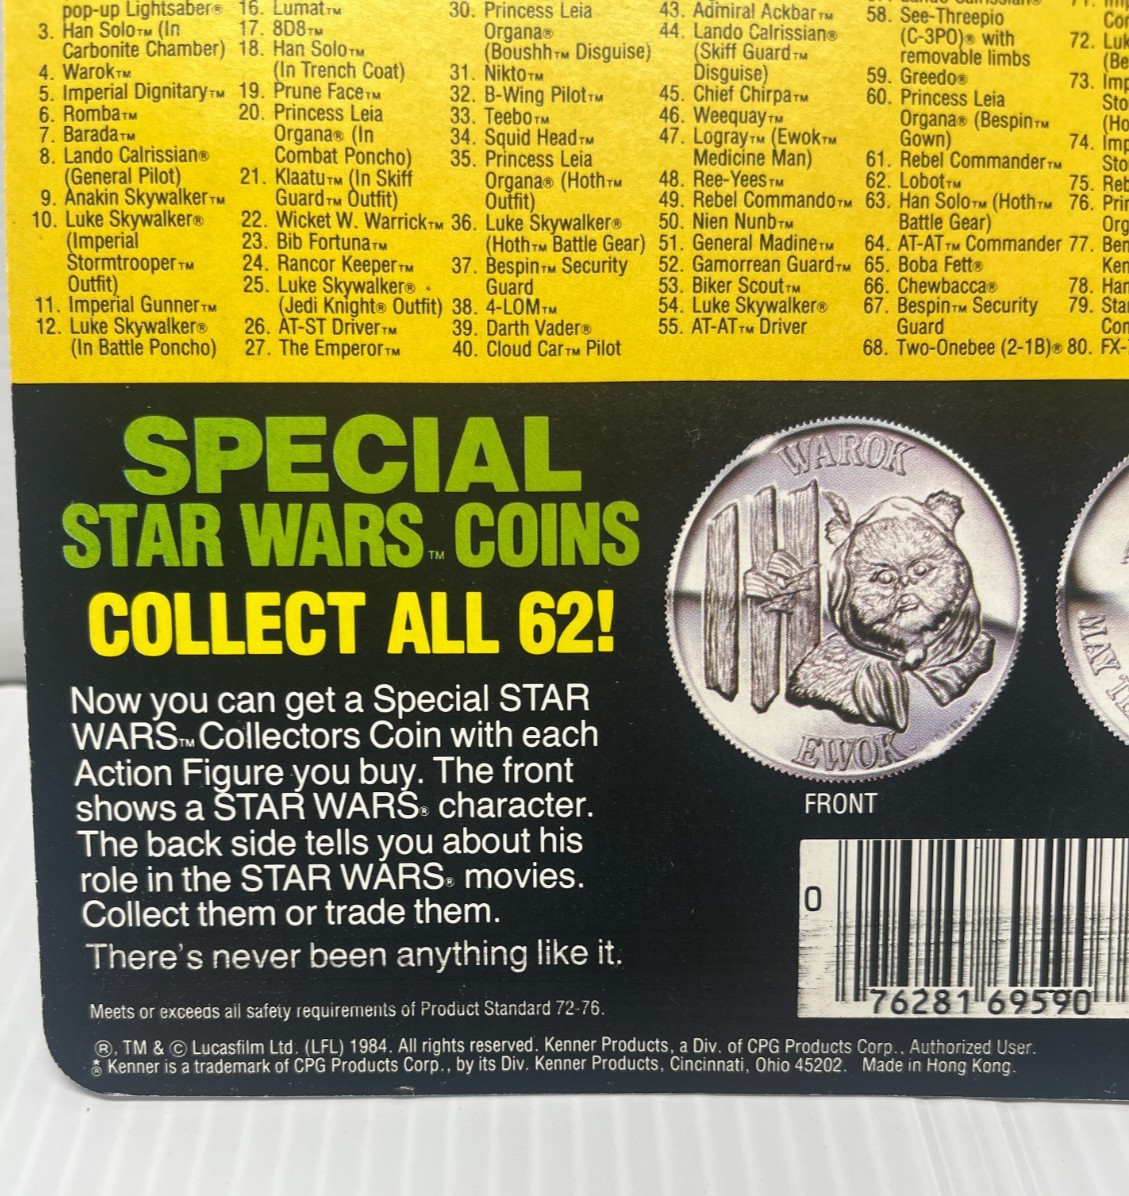 pop-up Lightsaber®
3. Han Solo™ (In
Carbonite Chamber)
4. Warok™
5. Imperial Dignitary™
6. Romba™
7. Barada™
8. Lando Calrissian®
(General Pilot)
9. Anakin Skywalker™
10. Luke Skywalker®
(Imperial
Stormtrooper™
Outfit)
11. Imperial Gunner™
12. Luke Skywalker®
(In Battle Poncho)
16. Lumat™
17. 8D8™
18. Han Solo™
(In Trench Coat)
19. Prune Face™
20. Princess Leia
Organa® (In
Combat Poncho)
21. Klaatu™ (In Skiff
Guard™ Outfit)
22. Wicket W. Warrick™
23. Bib Fortuna™
24. Rancor Keeper™
25. Luke Skywalker®
(Jedi Knight® Outfit)
26. AT-ST Driver™
27. The Emperor™
30. Princess Leia
Organa®
(Boushh™ Disguise)
31. Nikto™
32. B-Wing Pilot™
33. Teebo™
34. Squid Head™
35. Princess Leia
Organa® (Hoth™
Outfit)
36. Luke Skywalker®
(Hoth™ Battle Gear)
37. Bespin™ Security
Guard
38. 4-LOM™
39. Darth Vader®
40. Cloud Car™ Pilot
43. Admiral Ackbar™
44. Lando Calrissian®
(Skiff Guard™
Disguise)
45. Chief Chirpa™
46. Weequay™
47. Logray™ (Ewok™
Medicine Man)
48. Ree-Yees™
49. Rebel Commando™
50. Nien Nunb™
51. General Madine™
52. Gamorrean Guard™
53. Biker Scout™
54. Luke Skywalker®
55. AT-AT™ Driver
58. See-Threepio
(C-3PO)® with
removable limbs
59. Greedo®
60. Princess Leia
Organa® (Bespin™
Gown)
61. Rebel Commander™
62. Lobot™
63. Han Solo™ (Hoth™
Battle Gear)
64. AT-AT™ Commander
65. Boba Fett®
66. Chewbacca®
67. Bespin™ Security
Guard
68. Two-Onebee (2-1B)®
72. Luk
(Be
73. Imp
Sto
(Ho
74. Imp
Sto
75. Reb
76. Prin
Org
77. Ben
Ken
78. Han
79. Sta
Com
80. FX-
SPECIAL
STAR WARS™ COINS
COLLECT ALL 62!
Now you can get a Special STAR
WARS™ Collectors Coin with each
Action Figure you buy. The front
shows a STAR WARS® character.
The back side tells you about his
role in the STAR WARS® movies.
Collect them or trade them.
There's never been anything like it.
WAROK
EWOK
FRONT
MAY
0 76281 69590
Meets or exceeds all safety requirements of Product Standard 72-76.
®, TM & © Lucasfilm Ltd. (LFL) 1984. All rights reserved. Kenner Products, a Div. of CPG Products Corp., Authorized User.
*® Kenner is a trademark of CPG Products Corp., by its Div. Kenner Products, Cincinnati, Ohio 45202. Made in Hong Kong.